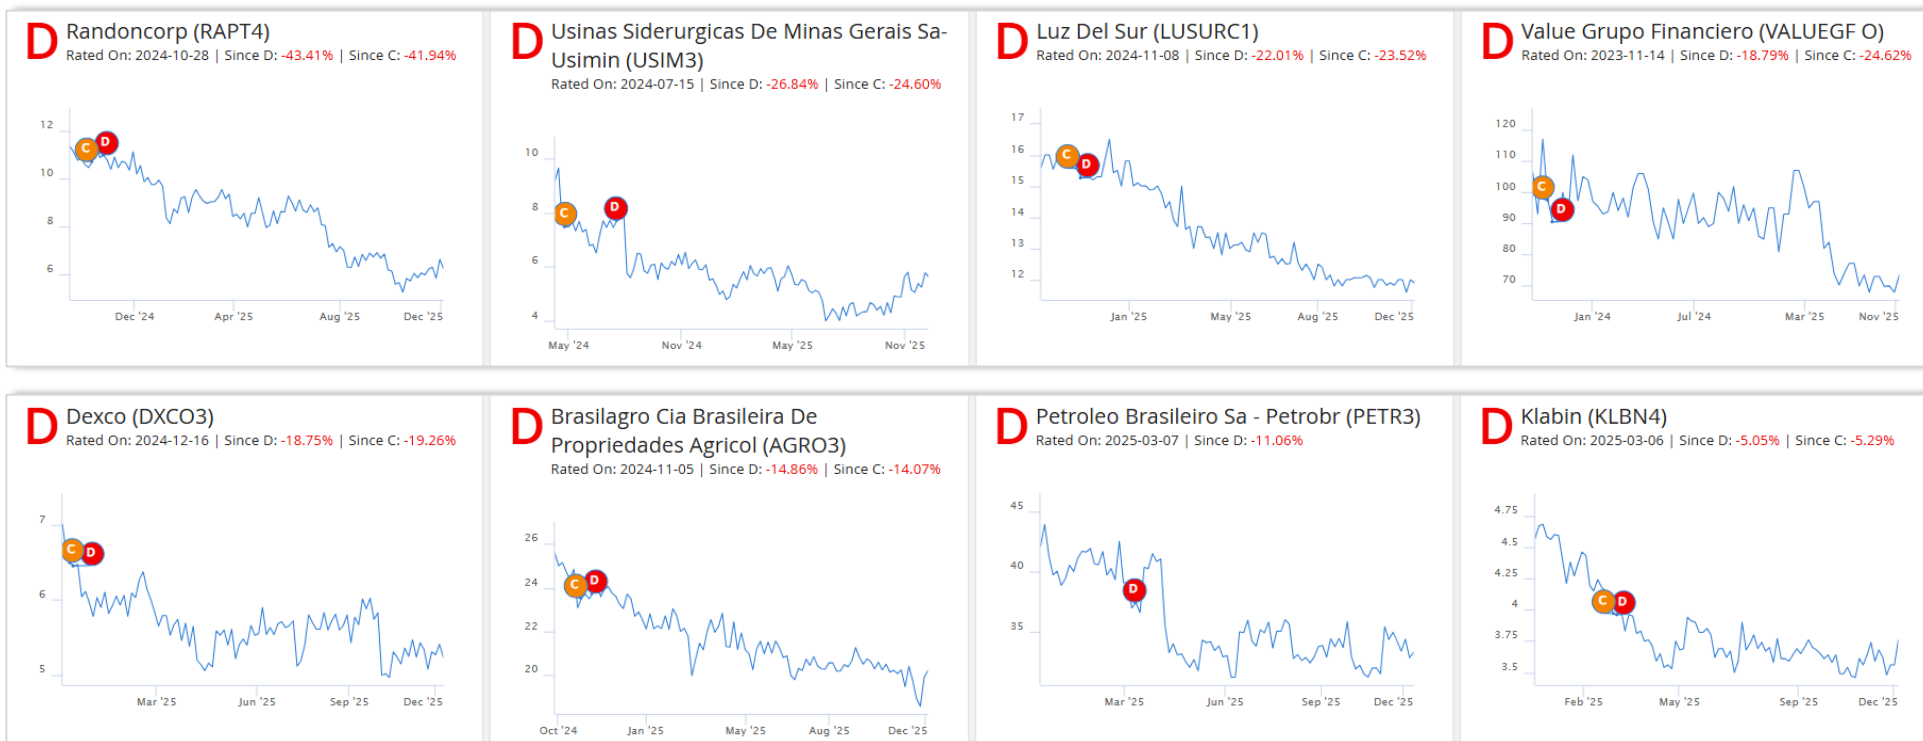 D Randoncorp (RAPT4)
Rated On: 2024-10-28 | Since D: -43.41% | Since C: -41.94%
12
10
8
6
C
D
Dec '24
Apr '25
Aug '25
Dec '25
D Usinas Siderurgicas De Minas Gerais Sa-
Usimin (USIM3)
Rated On: 2024-07-15 | Since D: -26.84% | Since C: -24.60%
10
8
6
4
C
D
May '24
Nov '24
May '25
Nov '25
D Luz Del Sur (LUSURC1)
Rated On: 2024-11-08 | Since D: -22.01% | Since C: -23.52%
17
16
15
14
13
12
C
D
Jan '25
May '25
Aug '25
Dec '25
D Value Grupo Financiero (VALUEGF O)
Rated On: 2023-11-14 | Since D: -18.79% | Since C: -24.62%
120
110
100
90
80
70
C
D
Jan '24
Jul '24
Mar '25
Nov '25
D Dexco (DXCO3)
Rated On: 2024-12-16 | Since D: -18.75% | Since C: -19.26%
7
6
5
C
D
Mar '25
Jun '25
Sep '25
Dec '25
D Brasilagro Cia Brasileira De
Propriedades Agricol (AGRO3)
Rated On: 2024-11-05 | Since D: -14.86% | Since C: -14.07%
26
24
22
20
C
D
Oct '24
Jan '25
May '25
Aug '25
Dec '25
D Petroleo Brasileiro Sa - Petrobr (PETR3)
Rated On: 2025-03-07 | Since D: -11.06%
45
40
35
D
Mar '25
Jun '25
Sep '25
Dec '25
D Klabin (KLBN4)
Rated On: 2025-03-06 | Since D: -5.05% | Since C: -5.29%
4.75
4.5
4.25
4
3.75
3.5
C
D
Feb '25
May '25
Sep '25
Dec '25